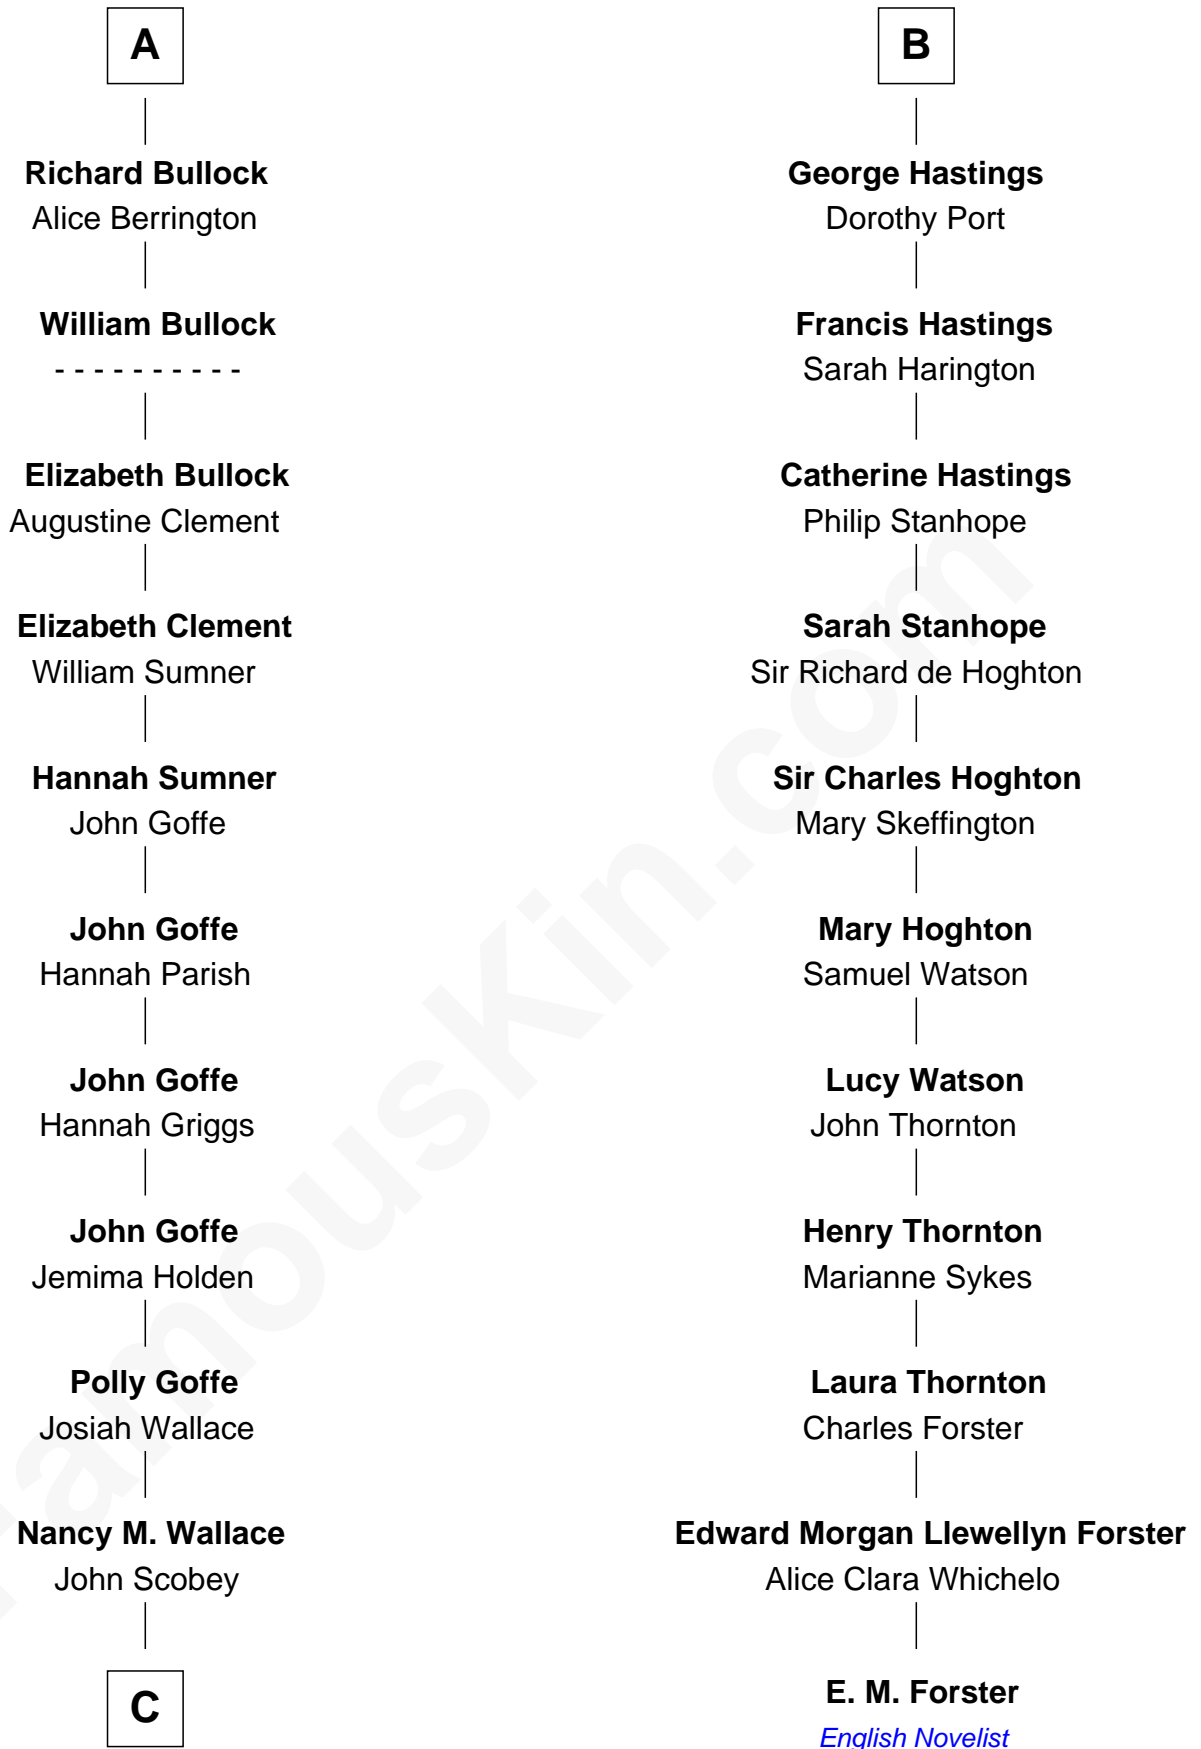 A
Richard Bullock
Alice Berrington
William Bullock
- - - - - - - - - -
Elizabeth Bullock
Augustine Clement
Elizabeth Clement
William Sumner
Hannah Sumner
John Goffe
John Goffe
Hannah Parish
John Goffe
Hannah Griggs
John Goffe
Jemima Holden
Polly Goffe
Josiah Wallace
Nancy M. Wallace
John Scobey
C
B
George Hastings
Dorothy Port
Francis Hastings
Sarah Harington
Catherine Hastings
Philip Stanhope
Sarah Stanhope
Sir Richard de Hoghton
Sir Charles Hoghton
Mary Skeffington
Mary Hoghton
Samuel Watson
Lucy Watson
John Thornton
Henry Thornton
Marianne Sykes
Laura Thornton
Charles Forster
Edward Morgan Llewellyn Forster
Alice Clara Whichelo
E. M. Forster
English Novelist
FamousKin.com